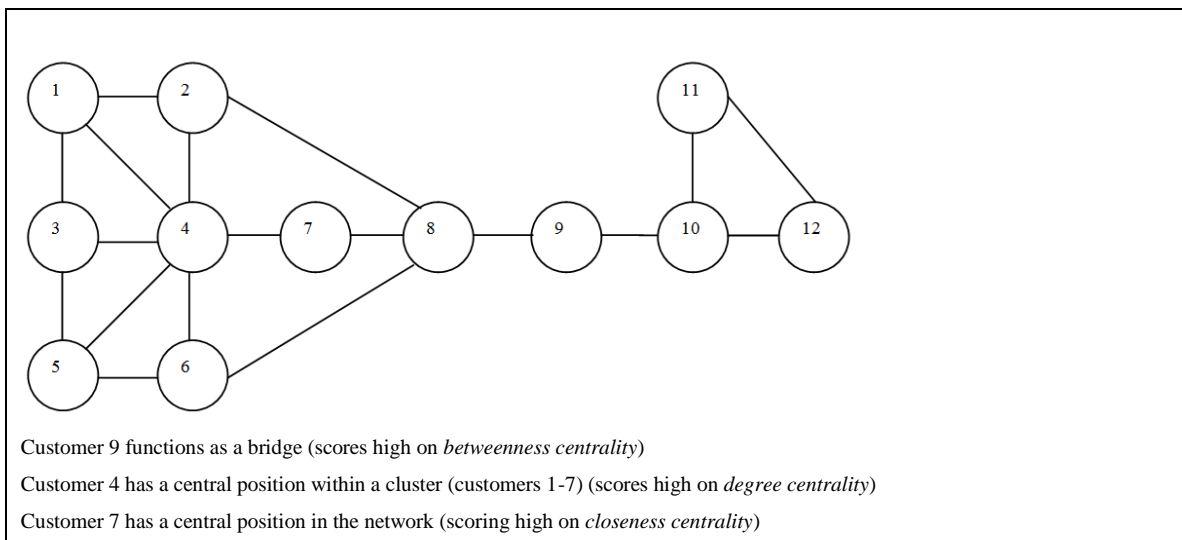 1 2 11
3 4 7 8 9 10 12
5 6
Customer 9 functions as a bridge (scores high on betweenness centrality)
Customer 4 has a central position within a cluster (customers 1-7) (scores high on degree centrality)
Customer 7 has a central position in the network (scoring high on closeness centrality)